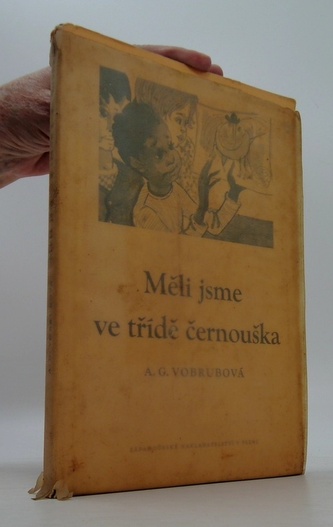 Měli jsme
ve třídě černouška
A. G. VOBRUBOVÁ